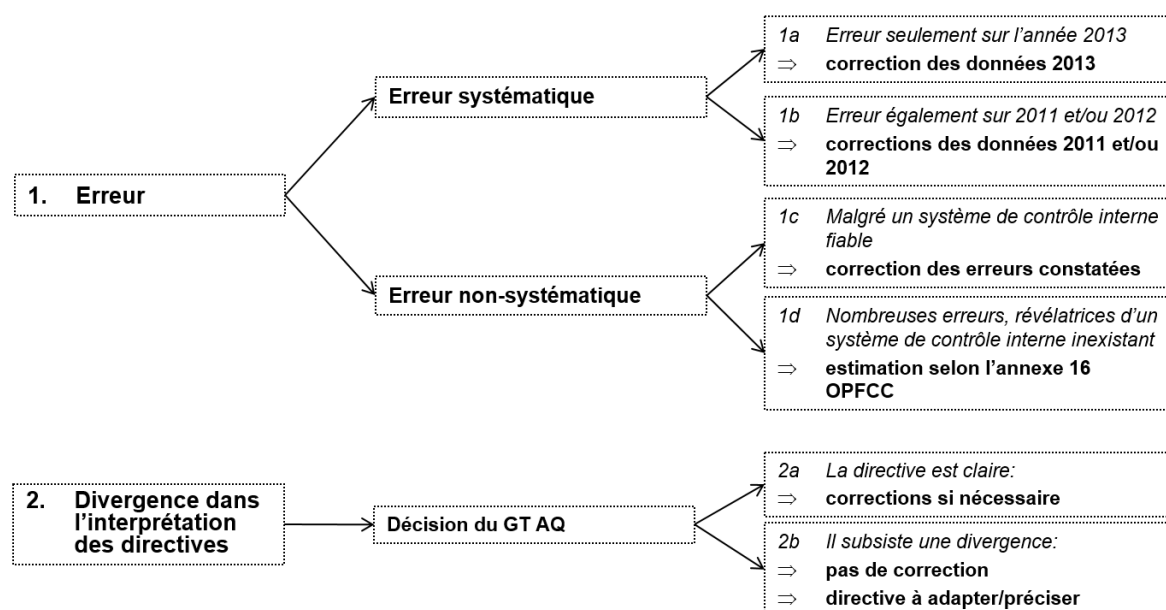 1a Erreur seulement sur l'année 2013
⇒ correction des données 2013
Erreur systématique
1b Erreur également sur 2011 et/ou 2012
⇒ corrections des données 2011 et/ou
2012
1. Erreur
1c Malgré un système de contrôle interne
fiable
⇒ correction des erreurs constatées
Erreur non-systématique
1d Nombreuses erreurs, révélatrices d'un
système de contrôle interne inexistant
⇒ estimation selon l'annexe 16
OPFCC
2. Divergence dans
l'interprétation
des directives
Décision du GT AQ
2a La directive est claire:
⇒ corrections si nécessaire
2b Il subsiste une divergence:
⇒ pas de correction
⇒ directive à adapter/préciser